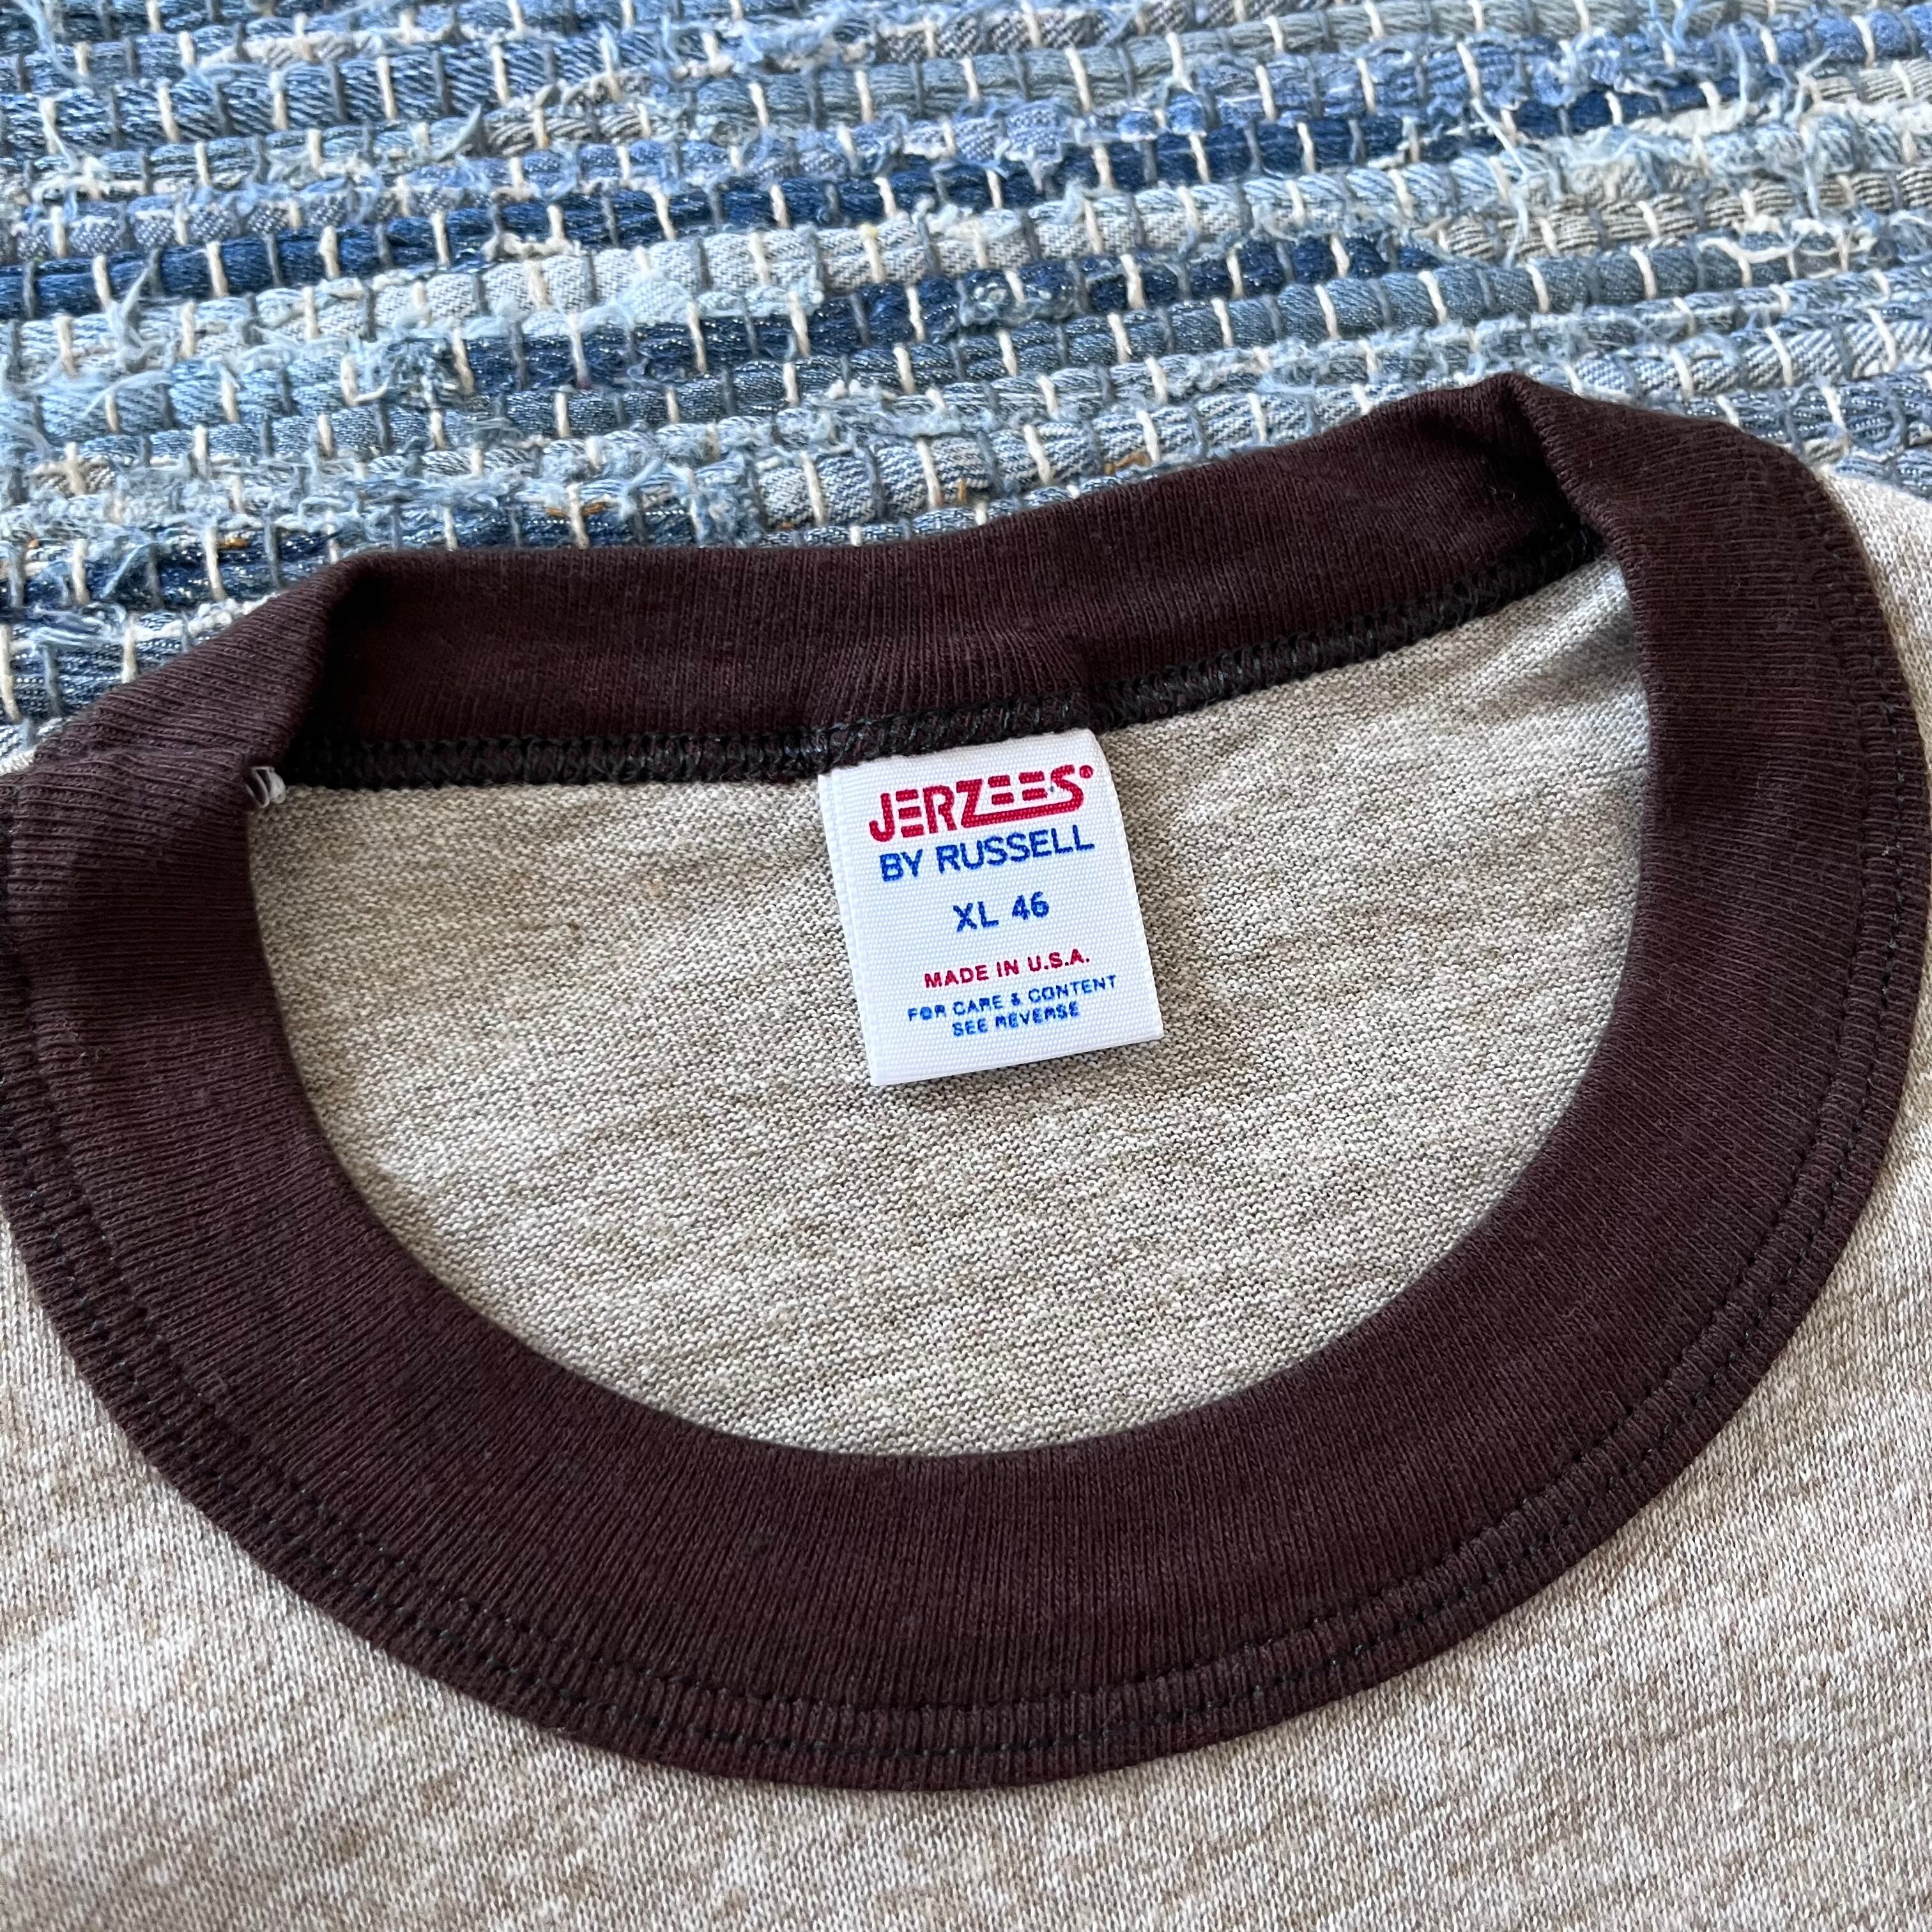 JERZEES®
BY RUSSELL
XL 46
MADE IN U.S.A.
FOR CARE & CONTENT
SEE REVERSE